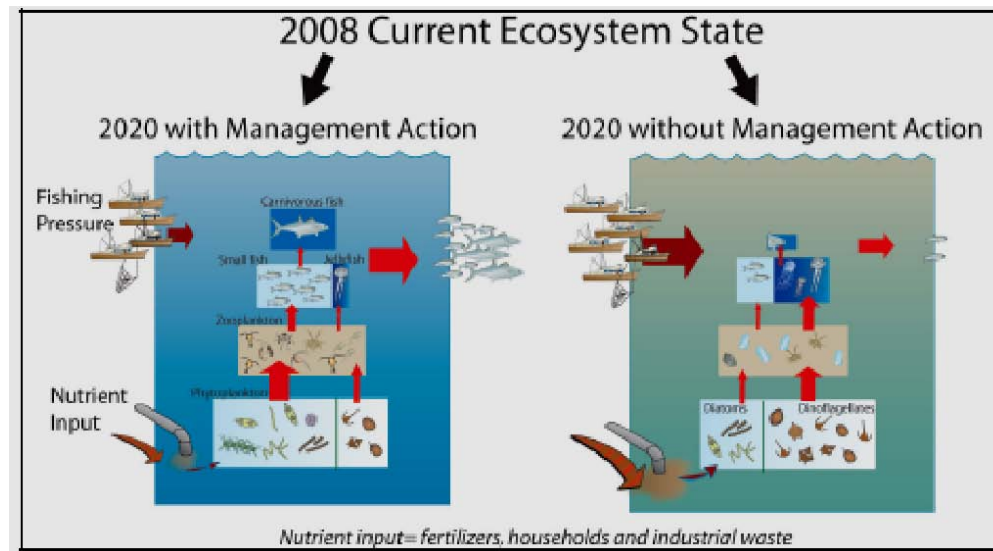 2008 Current Ecosystem State
2020 with Management Action
2020 without Management Action
Fishing
Pressure
Carnivorous fish
Small fish
Jellyfish
Zooplankton
Nutrient
Input
Phytoplankton
Diatoms
Dinoflagellates
Nutrient input= fertilizers, households and industrial waste